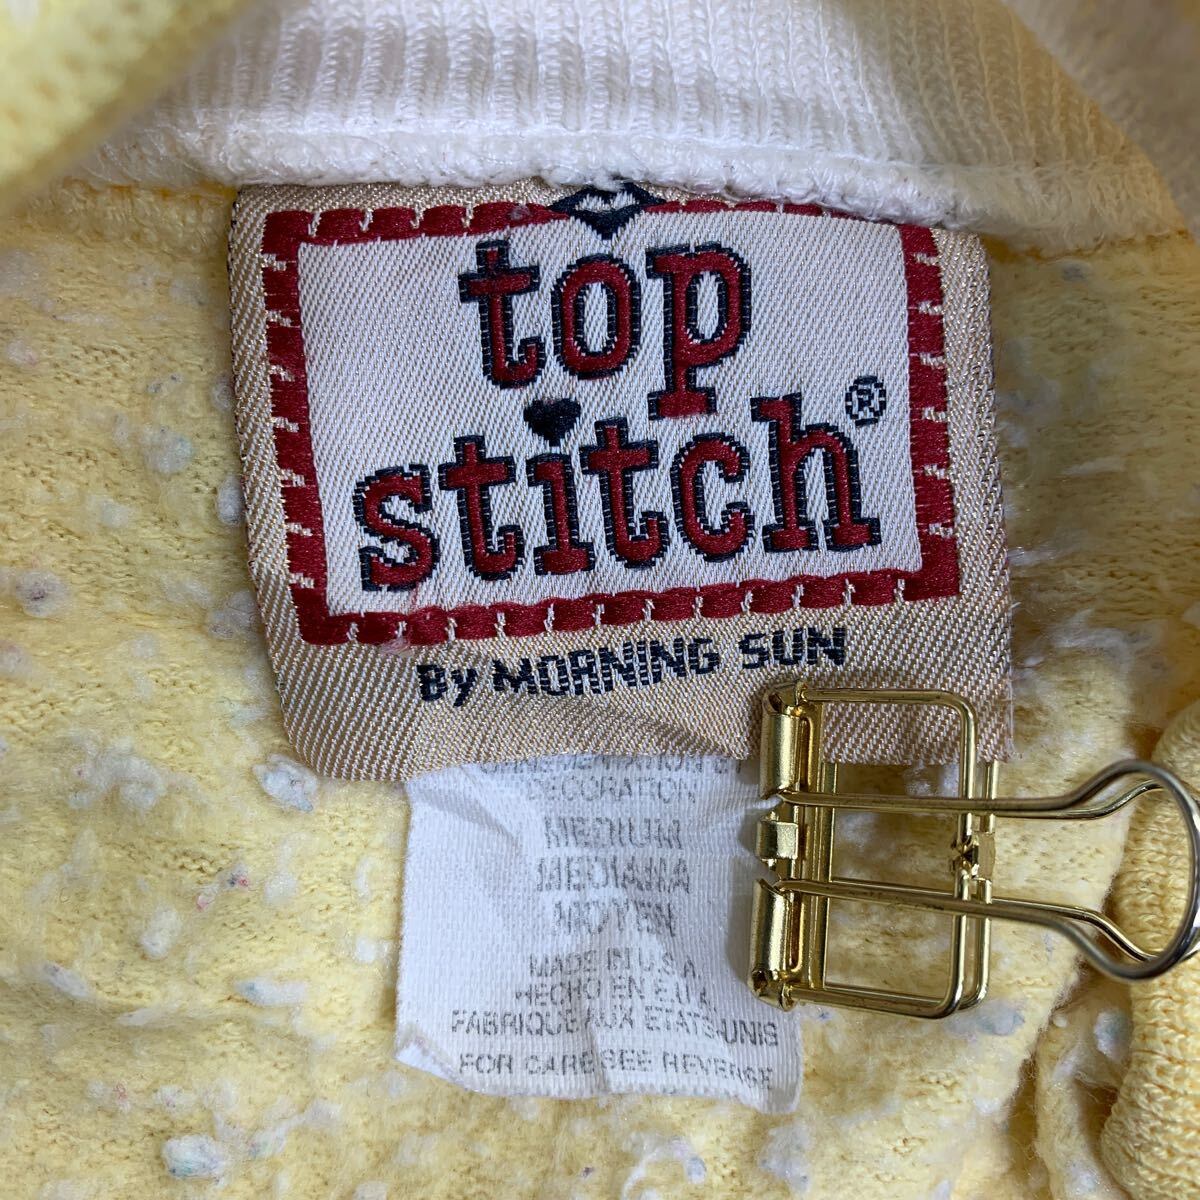 top
stitch®
By MORNING SUN
DECORATION
MEDIUM
MEDIANA
MOYEN
MADE IN U.S.A.
HECHO EN E.U.A.
FABRIQUE AUX ETATS-UNIS
FOR CARE SEE REVERSE